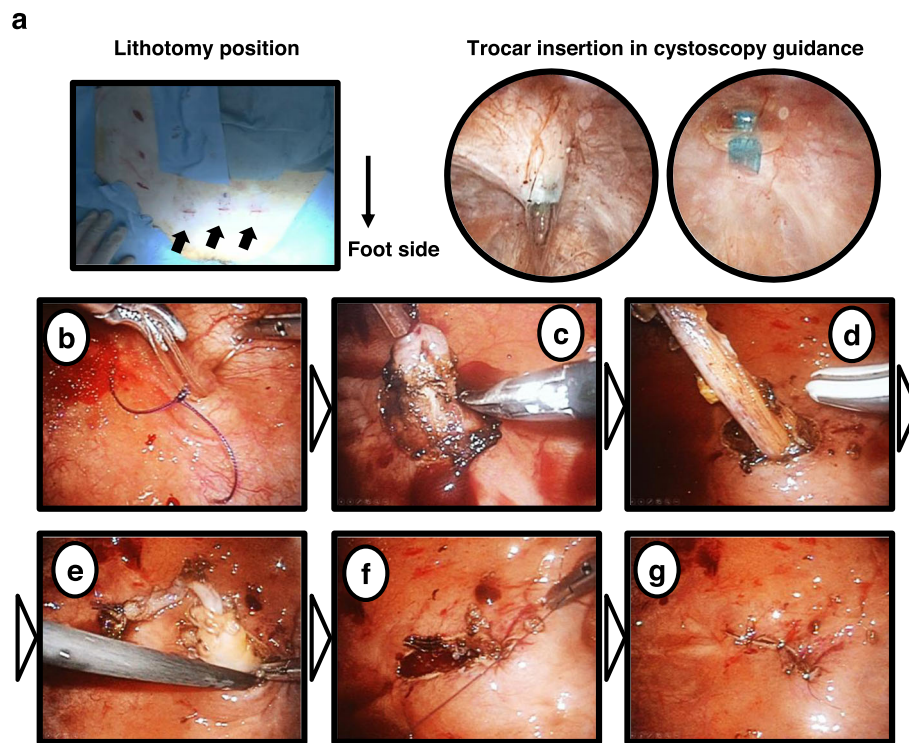 a
Lithotomy position
Trocar insertion in cystoscopy guidance
Foot side
b
c
d
e
f
g